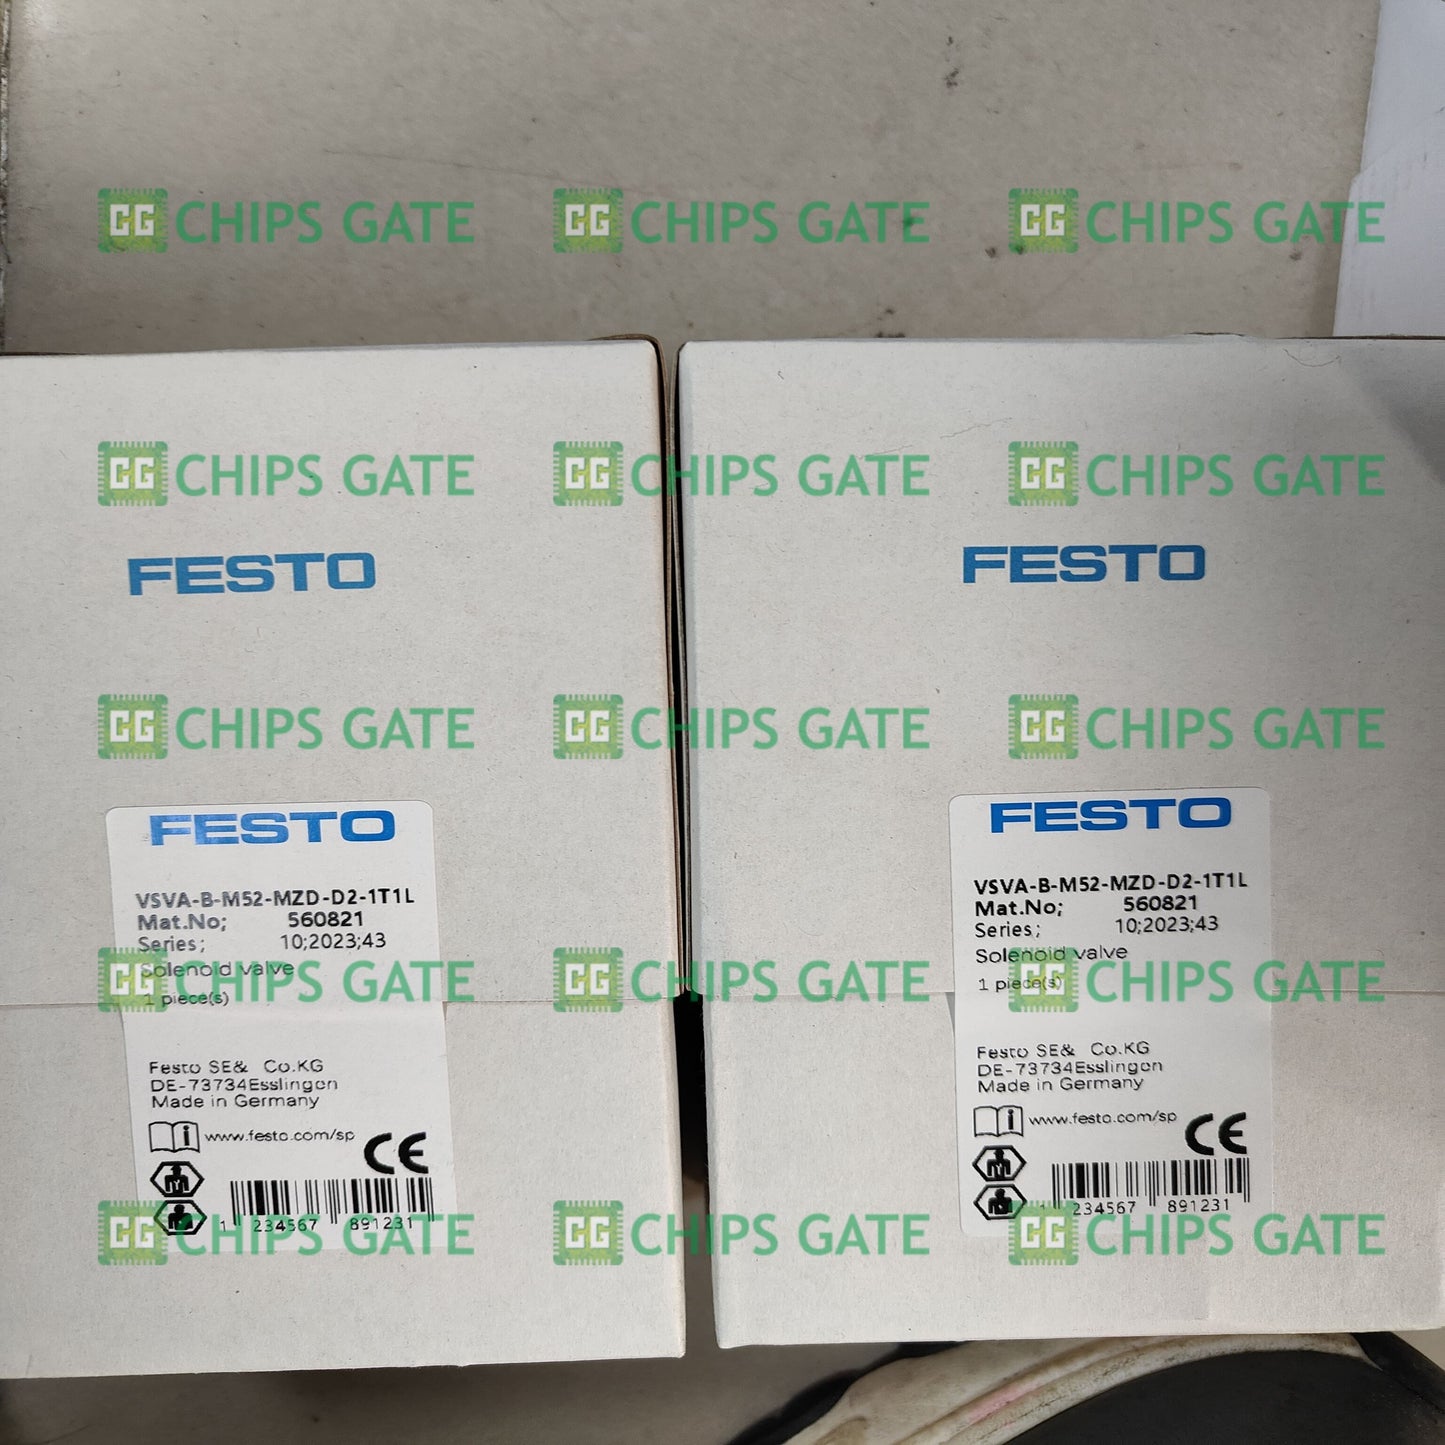 CG CHIPS GATE CG CHIPS GATE CG CHIPS GATE
CG CHIPS GATE CG CHIPS GATE CG CHIPS GATE
FESTO
FESTO
CG CHIPS GATE CG CHIPS GATE CG CHIPS GATE
FESTO
VSVA-B-M52-MZD-D2-1T1L
Mat.No; 560821
Series; 10;2023;43
Solenoid valve
1 piece(s)
Festo SE& Co.KG
DE-73734Esslingen
Made in Germany
www.festo.com/sp
CE
1 234567 891231
FESTO
VSVA-B-M52-MZD-D2-1T1L
Mat.No; 560821
Series; 10;2023;43
Solenoid valve
1 piece(s)
Festo SE& Co.KG
DE-73734Esslingen
Made in Germany
www.festo.com/sp
CE
1 234567 891231
CG CHIPS GATE CG CHIPS GATE CG CHIPS GATE
CG CHIPS GATE CG CHIPS GATE CG CHIPS GATE